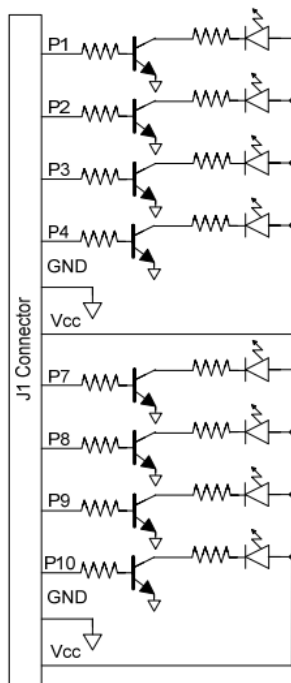 P1
P2
P3
P4
GND
Vcc
J1 Connector
P7
P8
P9
P10
GND
Vcc